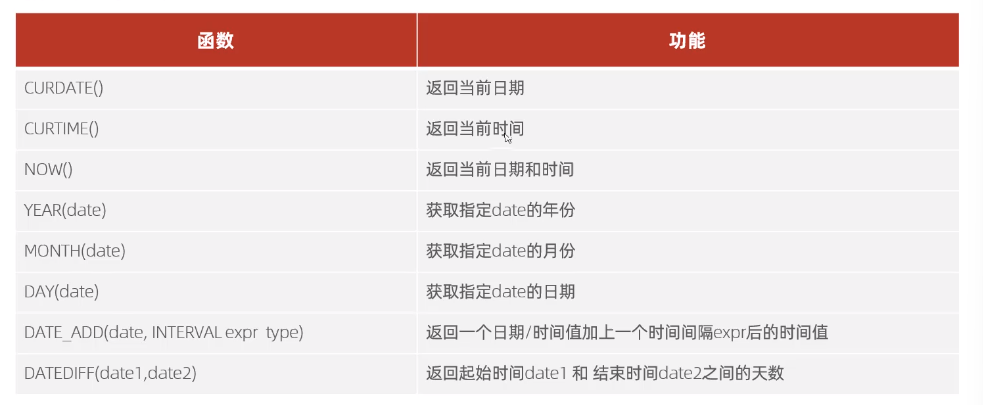 函数 功能
CURDATE() 返回当前日期
CURTIME() 返回当前时间
NOW() 返回当前日期和时间
YEAR(date) 获取指定date的年份
MONTH(date) 获取指定date的月份
DAY(date) 获取指定date的日期
DATE_ADD(date, INTERVAL expr type) 返回一个日期/时间值加上一个时间间隔expr后的时间值
DATEDIFF(date1,date2) 返回起始时间date1 和 结束时间date2之间的天数